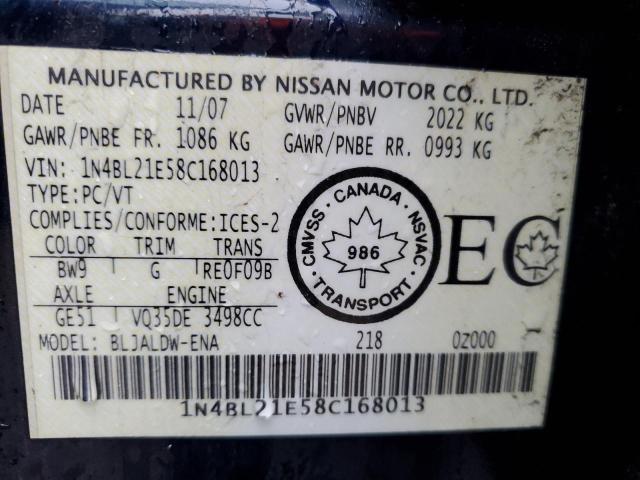 MANUFACTURED BY NISSAN MOTOR CO., LTD.
DATE 11/07 GVWR/PNBV 2022 KG
GAWR/PNBE FR. 1086 KG GAWR/PNBE RR. 0993 KG
VIN: 1N4BL21E58C168013
TYPE:PC/VT
COMPLIES/CONFORME:ICES-2
COLOR TRIM TRANS
BW9 G RE0F09B
AXLE ENGINE
GE51 VQ35DE 3498CC
CMVSS · CANADA · NSVAC
986
· TRANSPORT ·
EC
MODEL: BLJALDW-ENA 218 0Z000
1N4BL21E58C168013